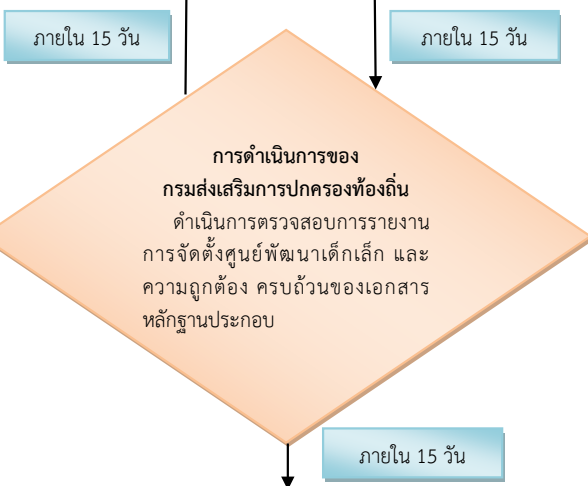 ภายใน 15 วัน
ภายใน 15 วัน
การดำเนินการของ
กรมส่งเสริมการปกครองท้องถิ่น
ดำเนินการตรวจสอบการรายงาน
การจัดตั้งศูนย์พัฒนาเด็กเล็ก และ
ความถูกต้อง ครบถ้วนของเอกสาร
หลักฐานประกอบ
ภายใน 15 วัน